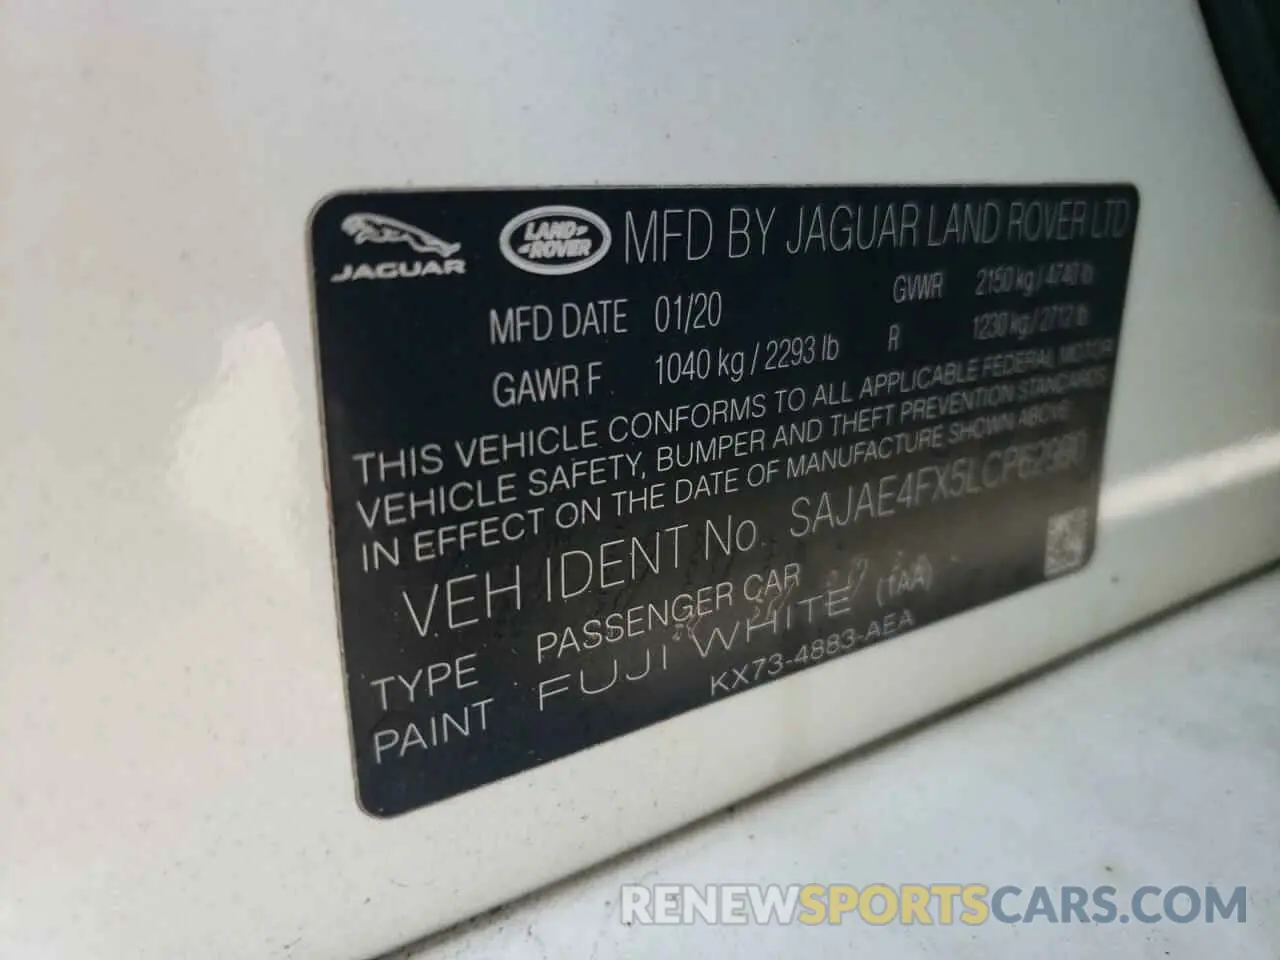 JAGUAR LAND ROVER MFD BY JAGUAR LAND ROVER LTD
MFD DATE 01/20 GVWR 2150 kg / 4740 lb
GAWR F 1040 kg / 2293 lb R 1230 kg / 2712 lb
THIS VEHICLE CONFORMS TO ALL APPLICABLE FEDERAL MOTOR
VEHICLE SAFETY, BUMPER AND THEFT PREVENTION STANDARDS
IN EFFECT ON THE DATE OF MANUFACTURE SHOWN ABOVE
VEH IDENT No.
TYPE PASSENGER CAR
PAINT FUJI WHITE (1AA)
KX73-4883-AEA
RENEWSPORTSCARS.COM